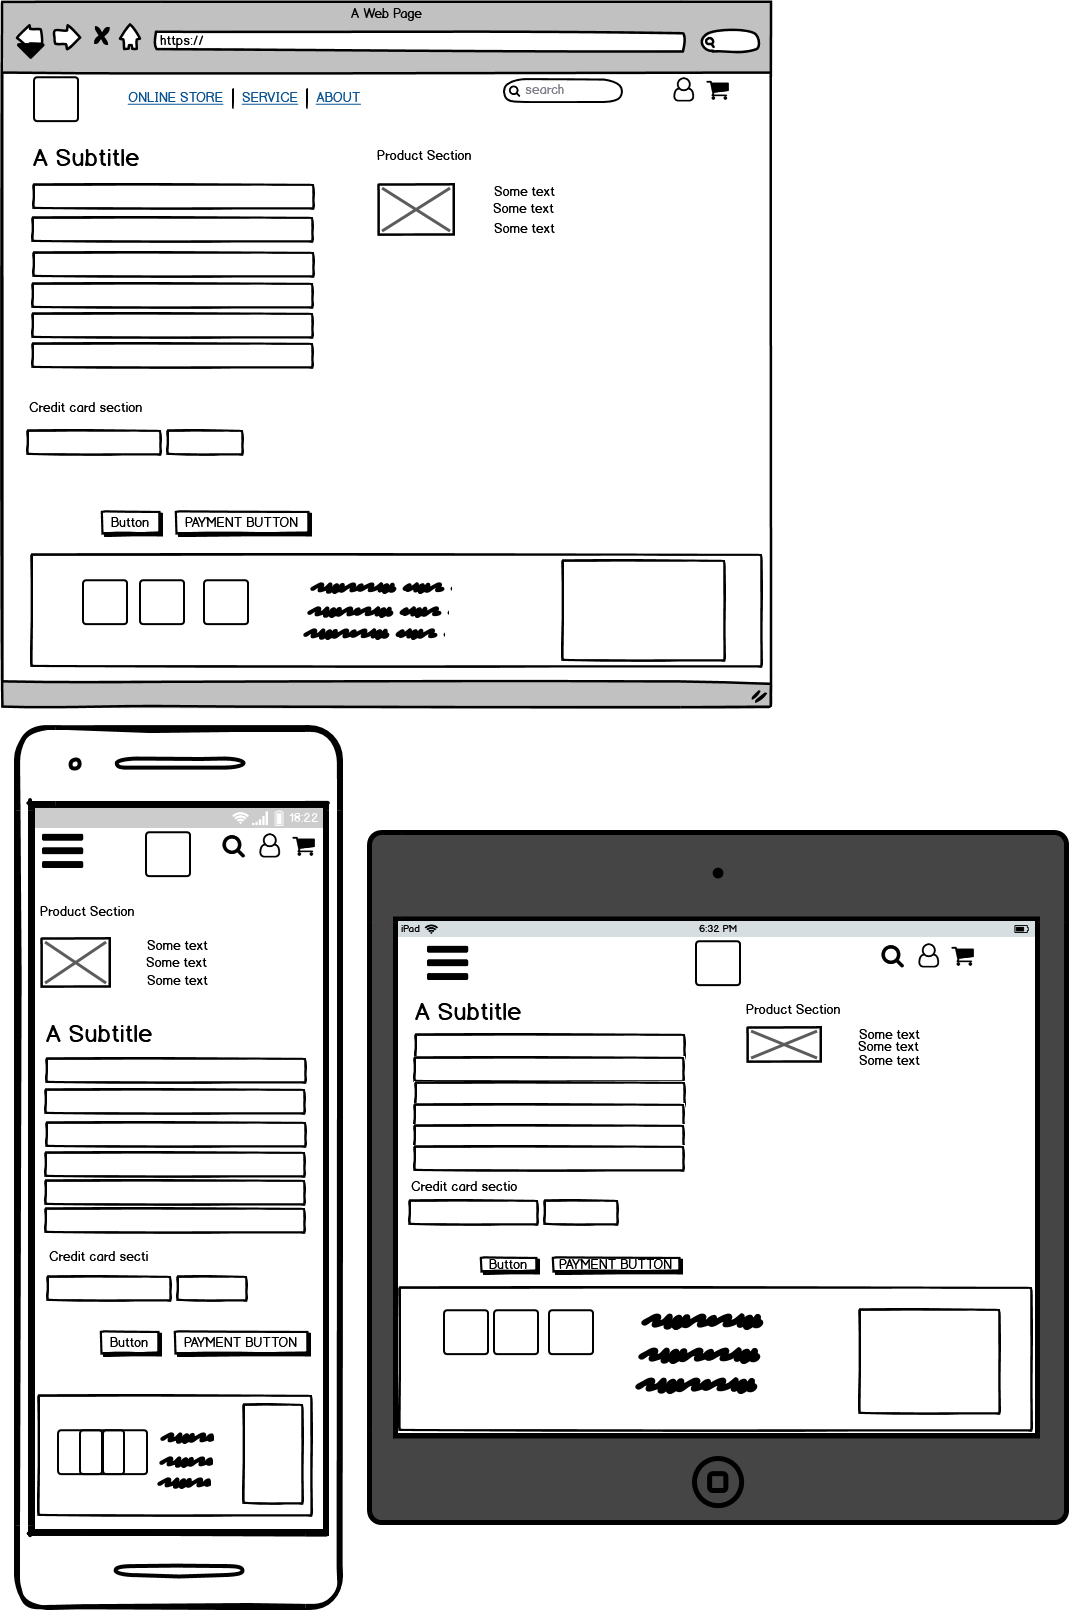 A Web Page
https://
ONLINE STORE | SERVICE | ABOUT
search
A Subtitle
Product Section
Some text
Some text
Some text
Credit card section
Button
PAYMENT BUTTON
18:22
Product Section
Some text
Some text
Some text
A Subtitle
Credit card secti
Button
PAYMENT BUTTON
iPad
6:32 PM
A Subtitle
Product Section
Some text
Some text
Some text
Credit card sectio
Button
PAYMENT BUTTON